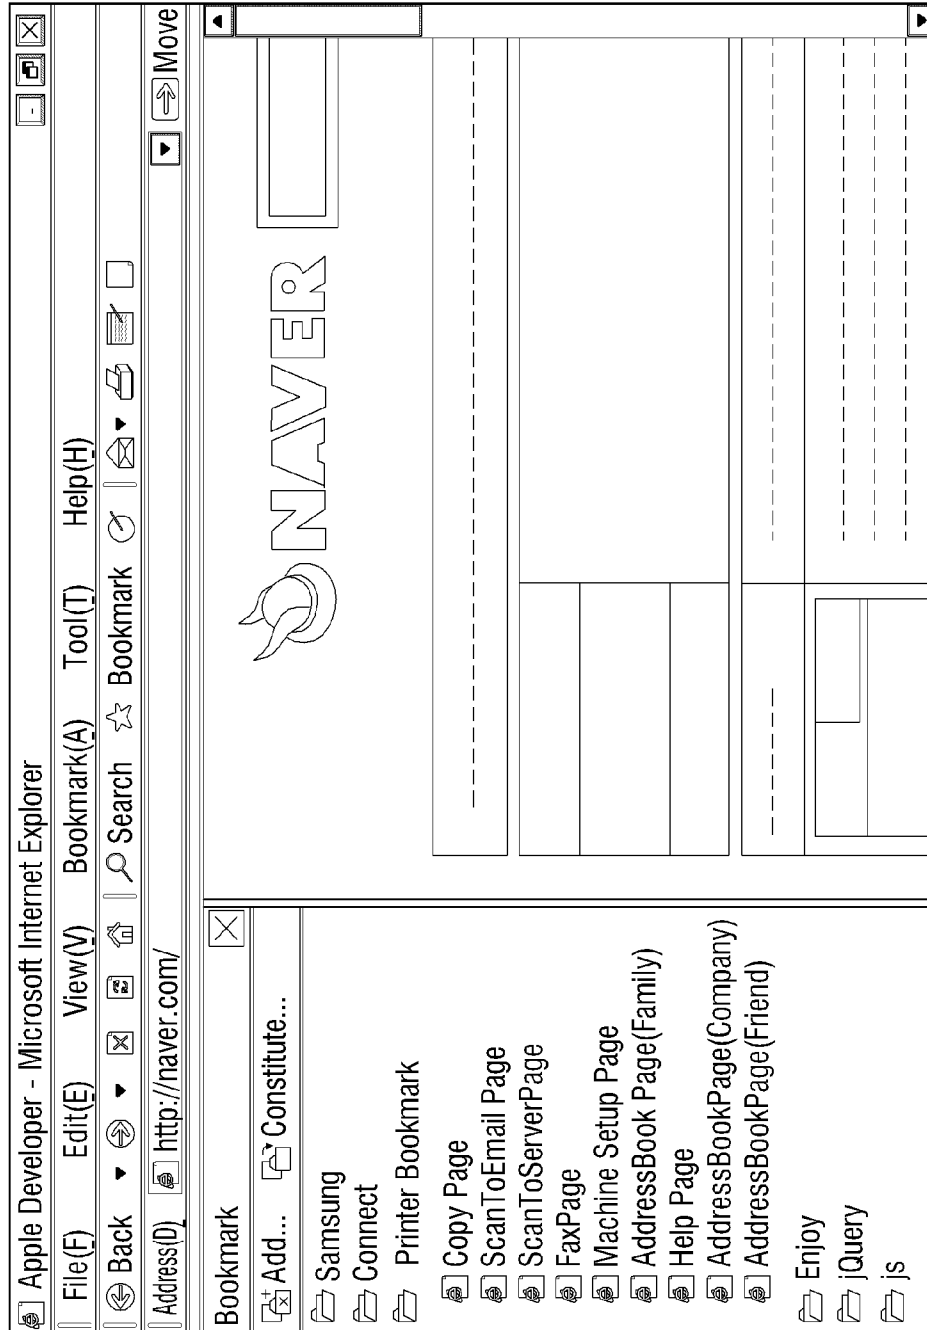 Apple Developer - Microsoft Internet Explorer
File(F) Edit(E) View(V) Bookmark(A) Tool(T) Help(H)
Back Search Bookmark
Address(D) http://naver.com/ Move
Bookmark
Add... Constitute...
Samsung
Connect
Printer Bookmark
Copy Page
ScanToEmail Page
ScanToServerPage
FaxPage
Machine Setup Page
AddressBook Page(Family)
Help Page
AddressBookPage(Company)
AddressBookPage(Friend)
Enjoy
jQuery
js
NAVER